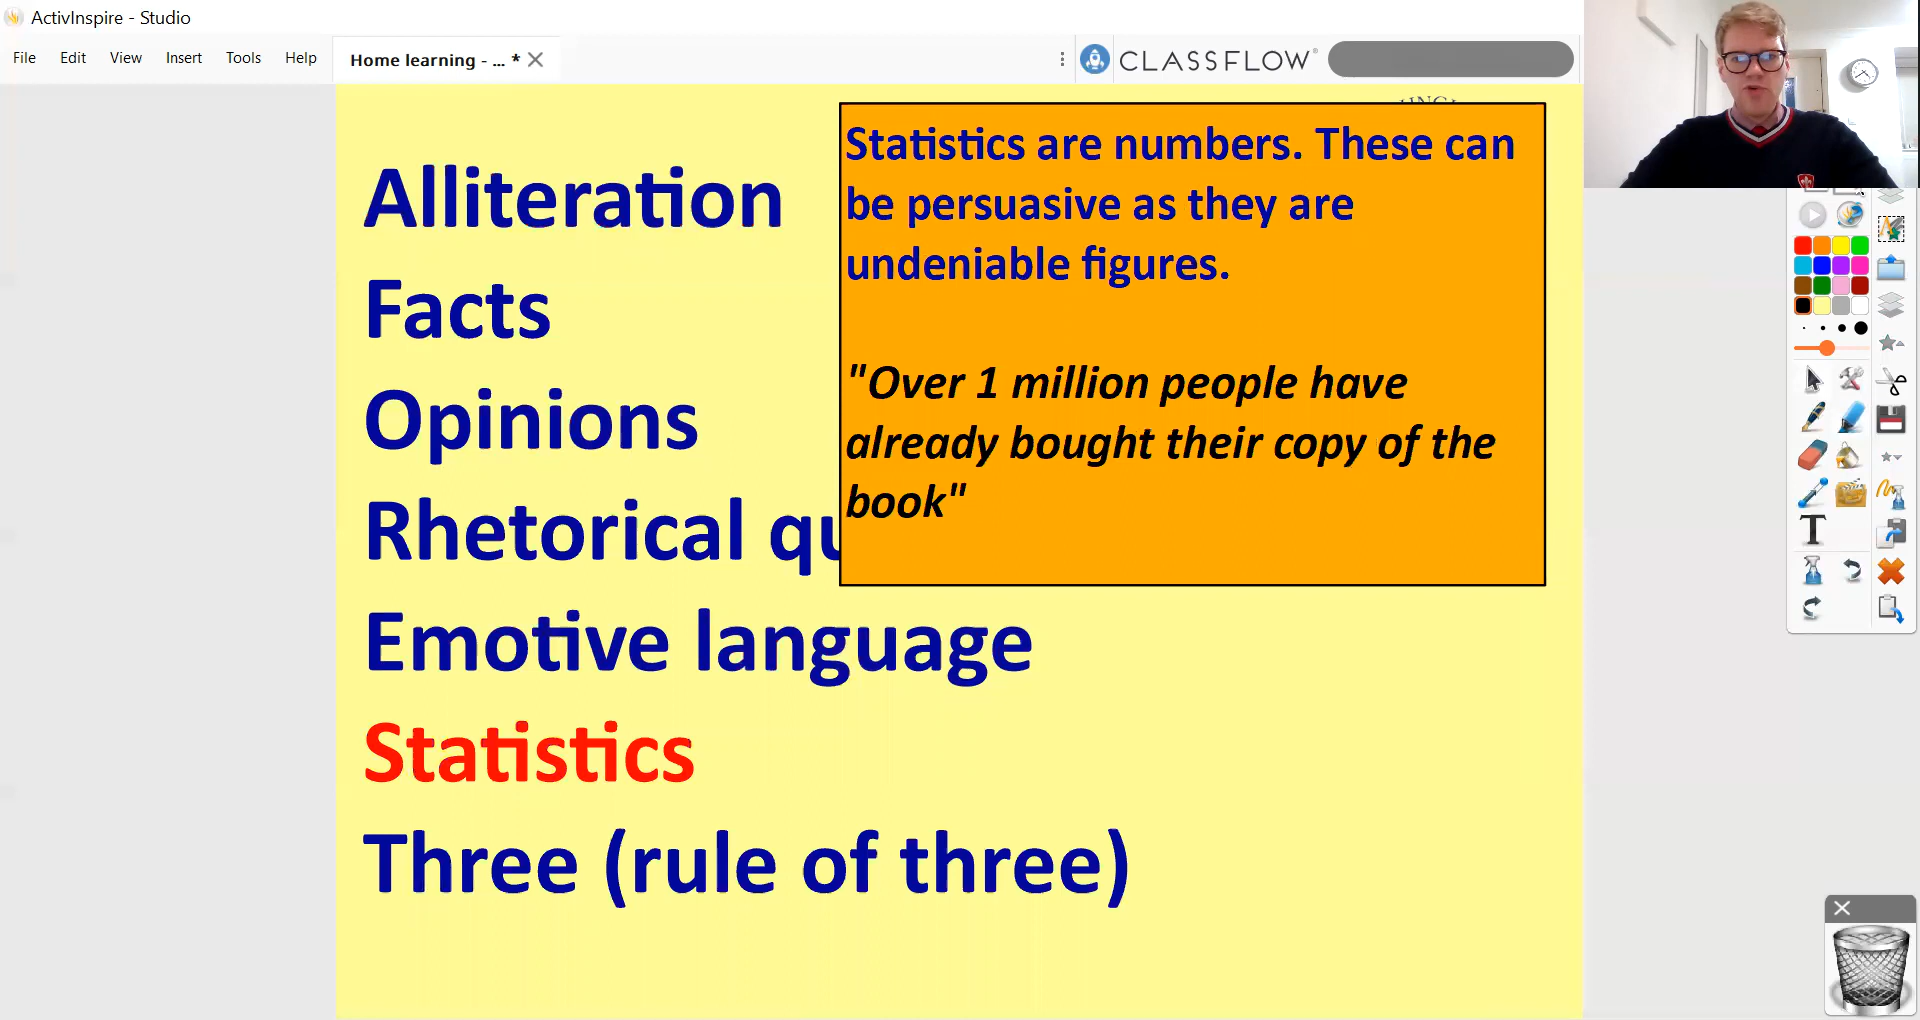 ActivInspire - Studio
File Edit View Insert Tools Help
Home learning - ... *
CLASSFLOW
Alliteration
Facts
Opinions
Rhetorical
Emotive language
Statistics
Three (rule of three)
Statistics are numbers. These can
be persuasive as they are
undeniable figures.
"Over 1 million people have
already bought their copy of the
book"
T